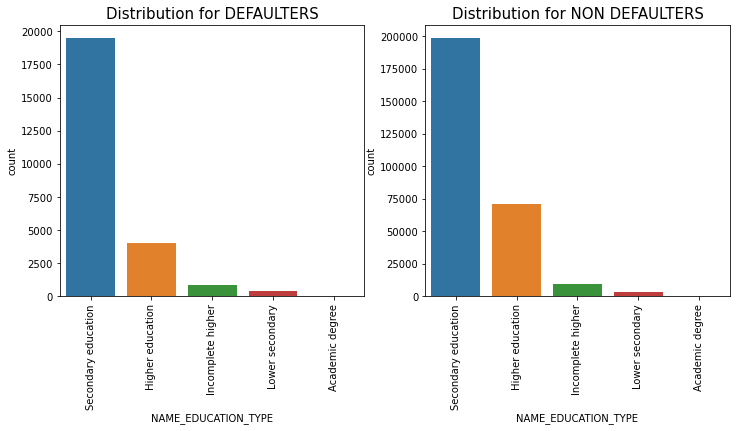 Distribution for DEFAULTERS
20000
17500
15000
12500
10000
7500
5000
2500
0
count
Secondary education
Higher education
Incomplete higher
Lower secondary
Academic degree
NAME_EDUCATION_TYPE
Distribution for NON DEFAULTERS
200000
175000
150000
125000
100000
75000
50000
25000
0
count
Secondary education
Higher education
Incomplete higher
Lower secondary
Academic degree
NAME_EDUCATION_TYPE